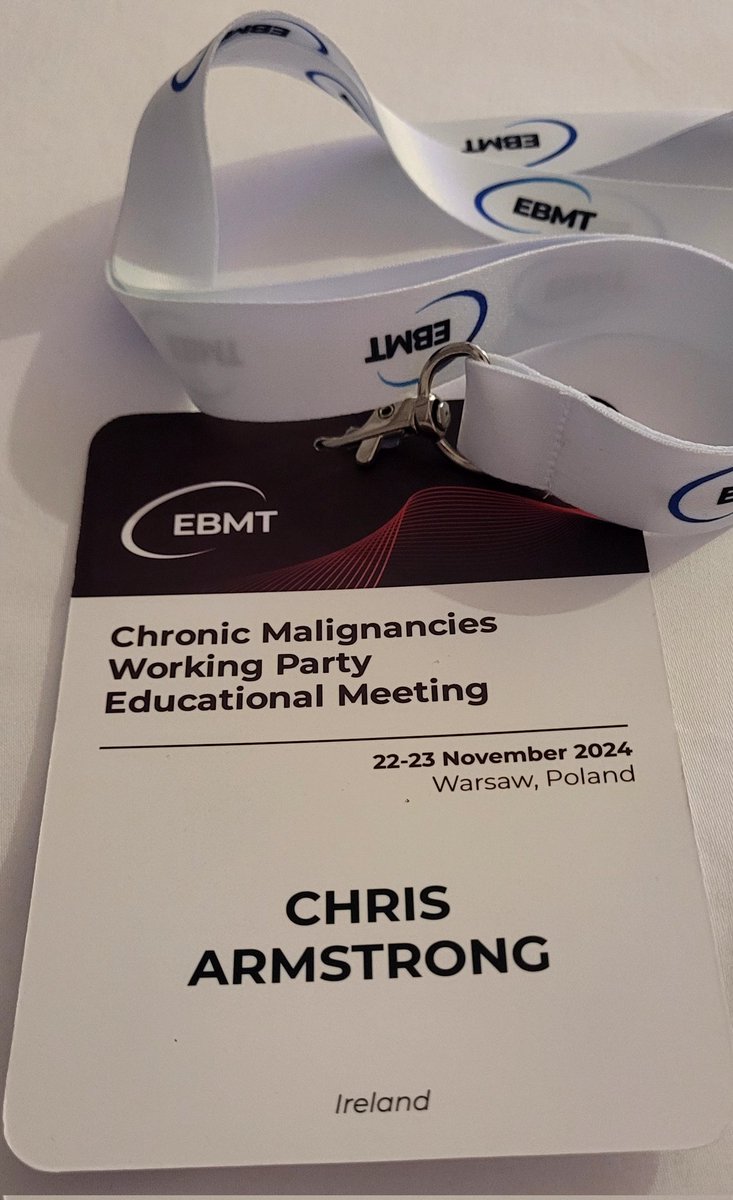 EBMT
EBMT
EBMT
EBMT
EBMT
Chronic Malignancies
Working Party
Educational Meeting
22-23 November 2024
Warsaw, Poland
CHRIS
ARMSTRONG
Ireland